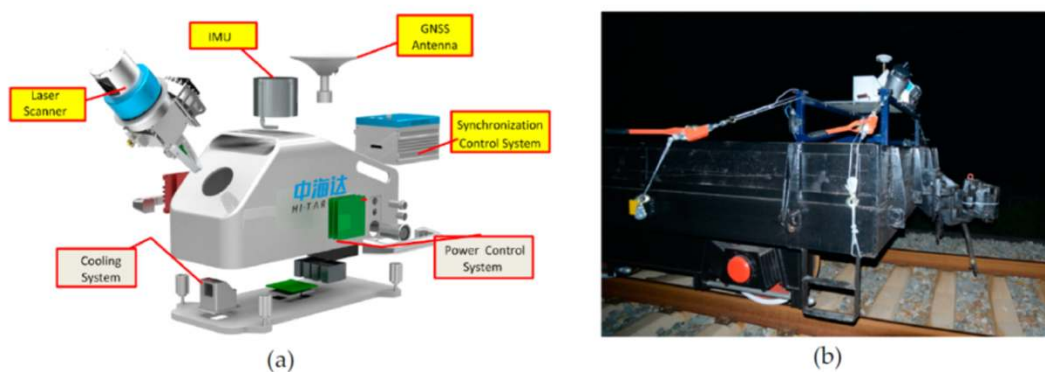 IMU
GNSS
Antenna
Laser
Scanner
Synchronization
Control System
中海达
HI-TAR
Cooling
System
Power Control
System
(a)
(b)